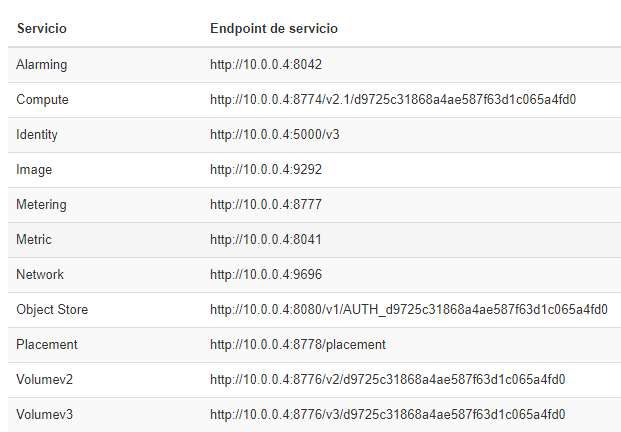 Servicio Endpoint de servicio
Alarming http://10.0.0.4:8042
Compute http://10.0.0.4:8774/v2.1/d9725c31868a4ae587f63d1c065a4fd0
Identity http://10.0.0.4:5000/v3
Image http://10.0.0.4:9292
Metering http://10.0.0.4:8777
Metric http://10.0.0.4:8041
Network http://10.0.0.4:9696
Object Store http://10.0.0.4:8080/v1/AUTH_d9725c31868a4ae587f63d1c065a4fd0
Placement http://10.0.0.4:8778/placement
Volumev2 http://10.0.0.4:8776/v2/d9725c31868a4ae587f63d1c065a4fd0
Volumev3 http://10.0.0.4:8776/v3/d9725c31868a4ae587f63d1c065a4fd0